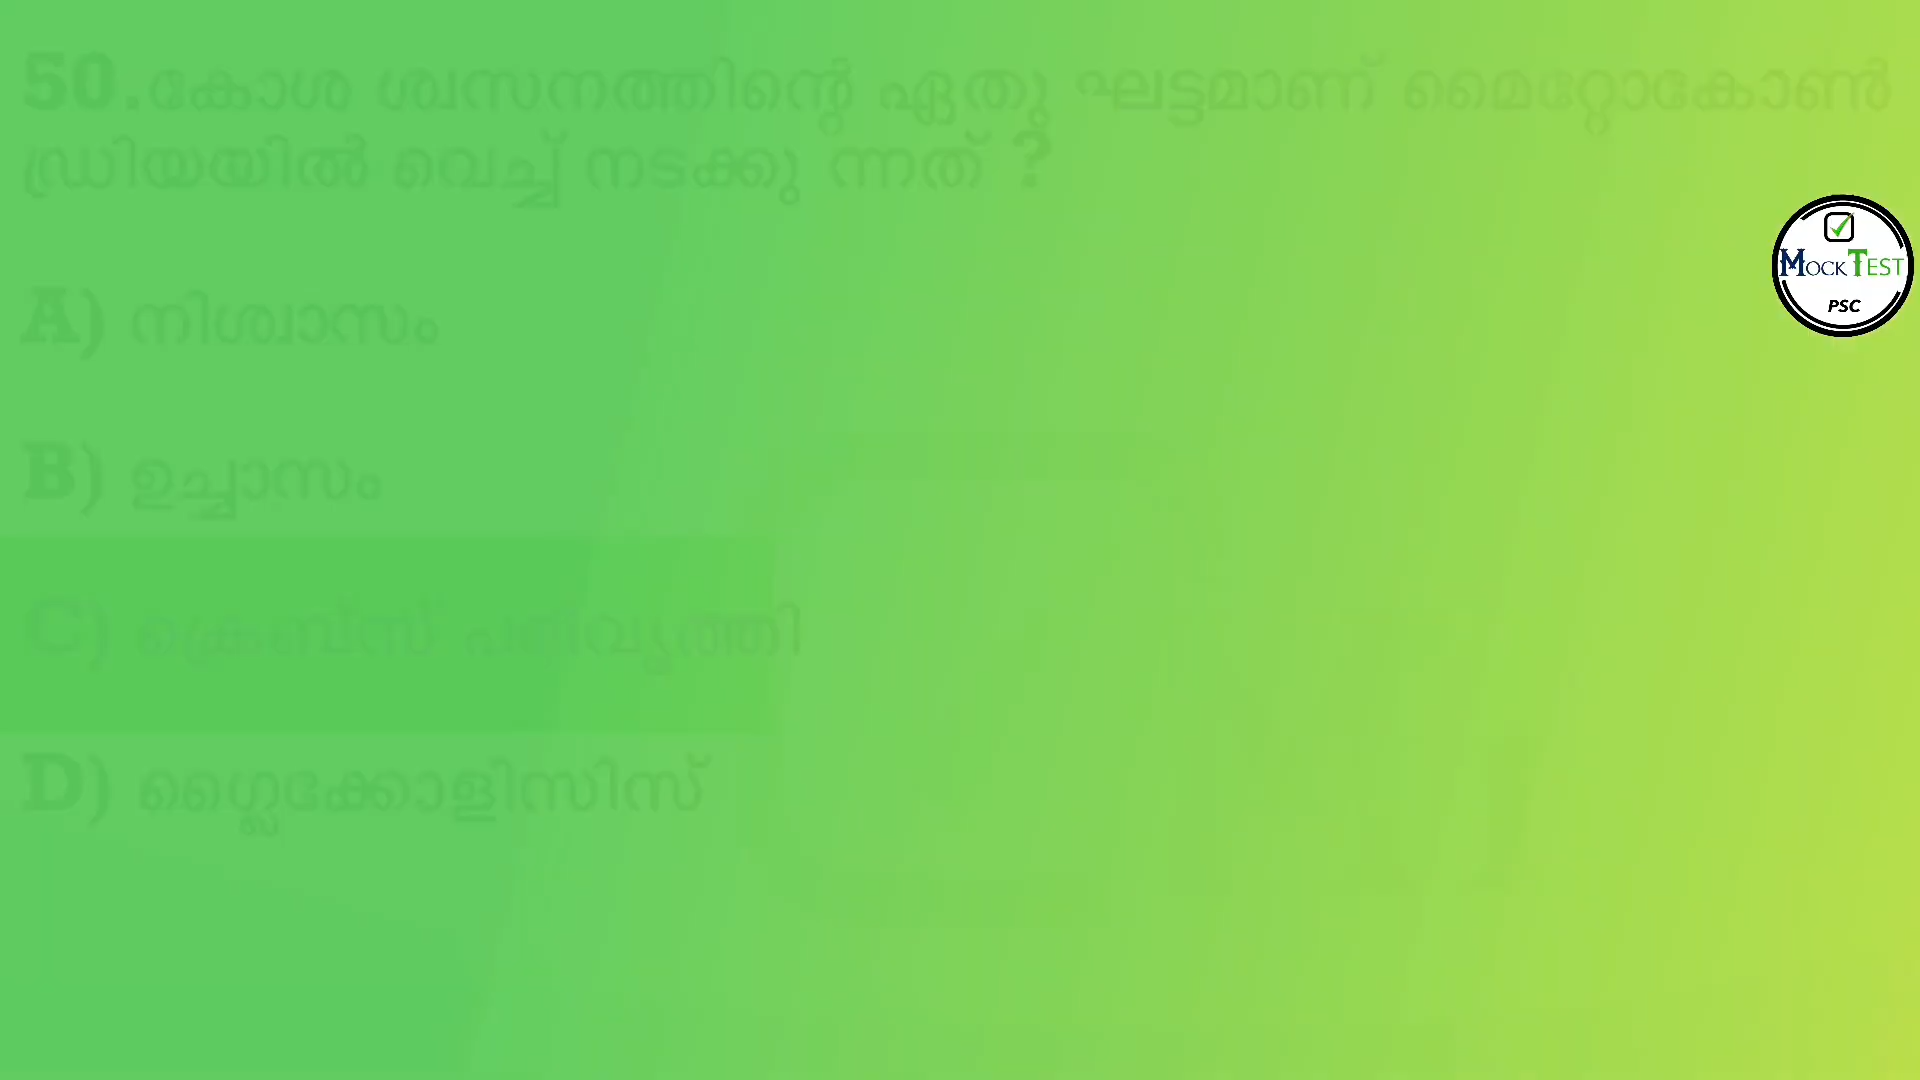 50.കോശ ശ്വസനത്തിന്റെ ഏതു ഘട്ടമാണ് മൈറ്റോകോൺ
ഡ്രിയയിൽ വെച്ച് നടക്കു ന്നത് ?
A) നിശ്വാസം
B) ഉച്ഛാസം
C) ക്രെബ്സ് പരിവൃത്തി
D) ഗ്ലൈക്കോളിസിസ്
MOCK TEST
PSC